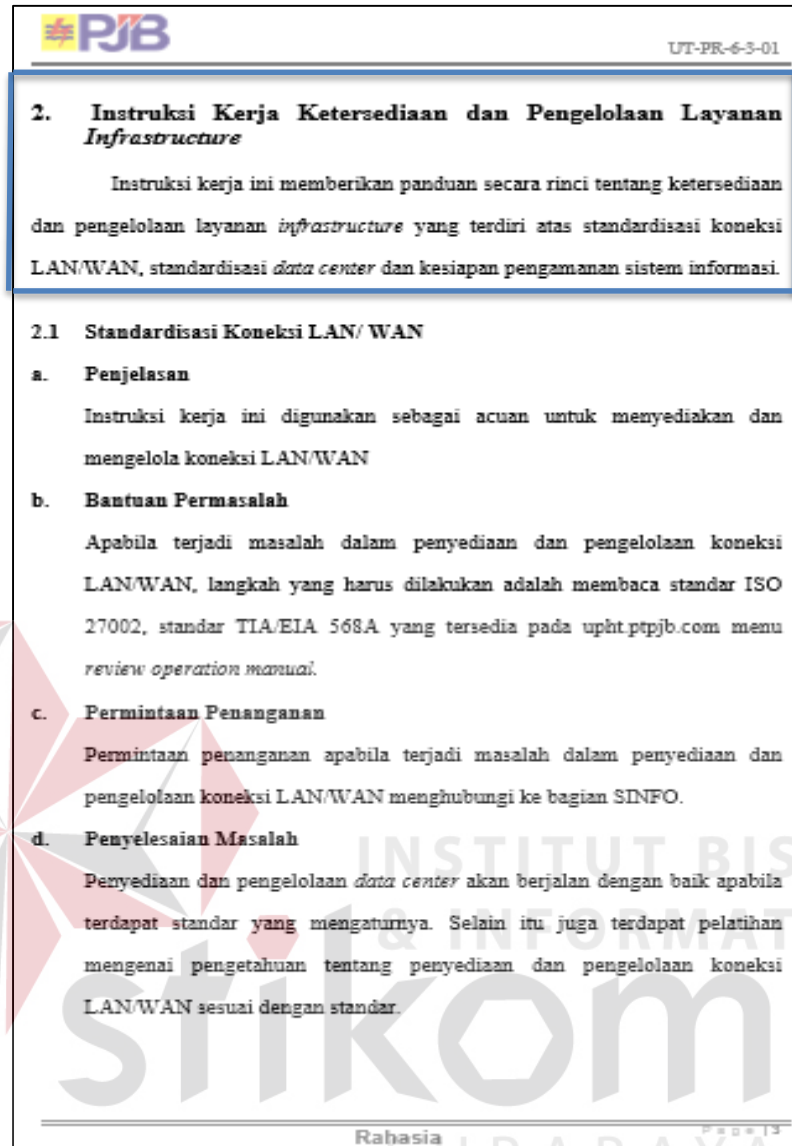 PJB
UT-PR-6-3-01
2. Instruksi Kerja Ketersediaan dan Pengelolaan Layanan
Infrastructure
Instruksi kerja ini memberikan panduan secara rinci tentang ketersediaan
dan pengelolaan layanan infrastructure yang terdiri atas standardisasi koneksi
LAN/WAN, standardisasi data center dan kesiapan pengamanan sistem informasi.
2.1 Standardisasi Koneksi LAN/ WAN
a. Penjelasan
Instruksi kerja ini digunakan sebagai acuan untuk menyediakan dan
mengelola koneksi LAN/WAN
b. Bantuan Permasalah
Apabila terjadi masalah dalam penyediaan dan pengelolaan koneksi
LAN/WAN, langkah yang harus dilakukan adalah membaca standar ISO
27002, standar TIA/EIA 568A yang tersedia pada upht.ptpjb.com menu
review operation manual.
c. Permintaan Penanganan
Permintaan penanganan apabila terjadi masalah dalam penyediaan dan
pengelolaan koneksi LAN/WAN menghubungi ke bagian SINFO.
d. Penyelesaian Masalah
Penyediaan dan pengelolaan data center akan berjalan dengan baik apabila
terdapat standar yang mengaturnya. Selain itu juga terdapat pelatihan
mengenai pengetahuan tentang penyediaan dan pengelolaan koneksi
LAN/WAN sesuai dengan standar.
INSTITUT BIS
& INFORMAT
stikom
Rahasia
Page | 3